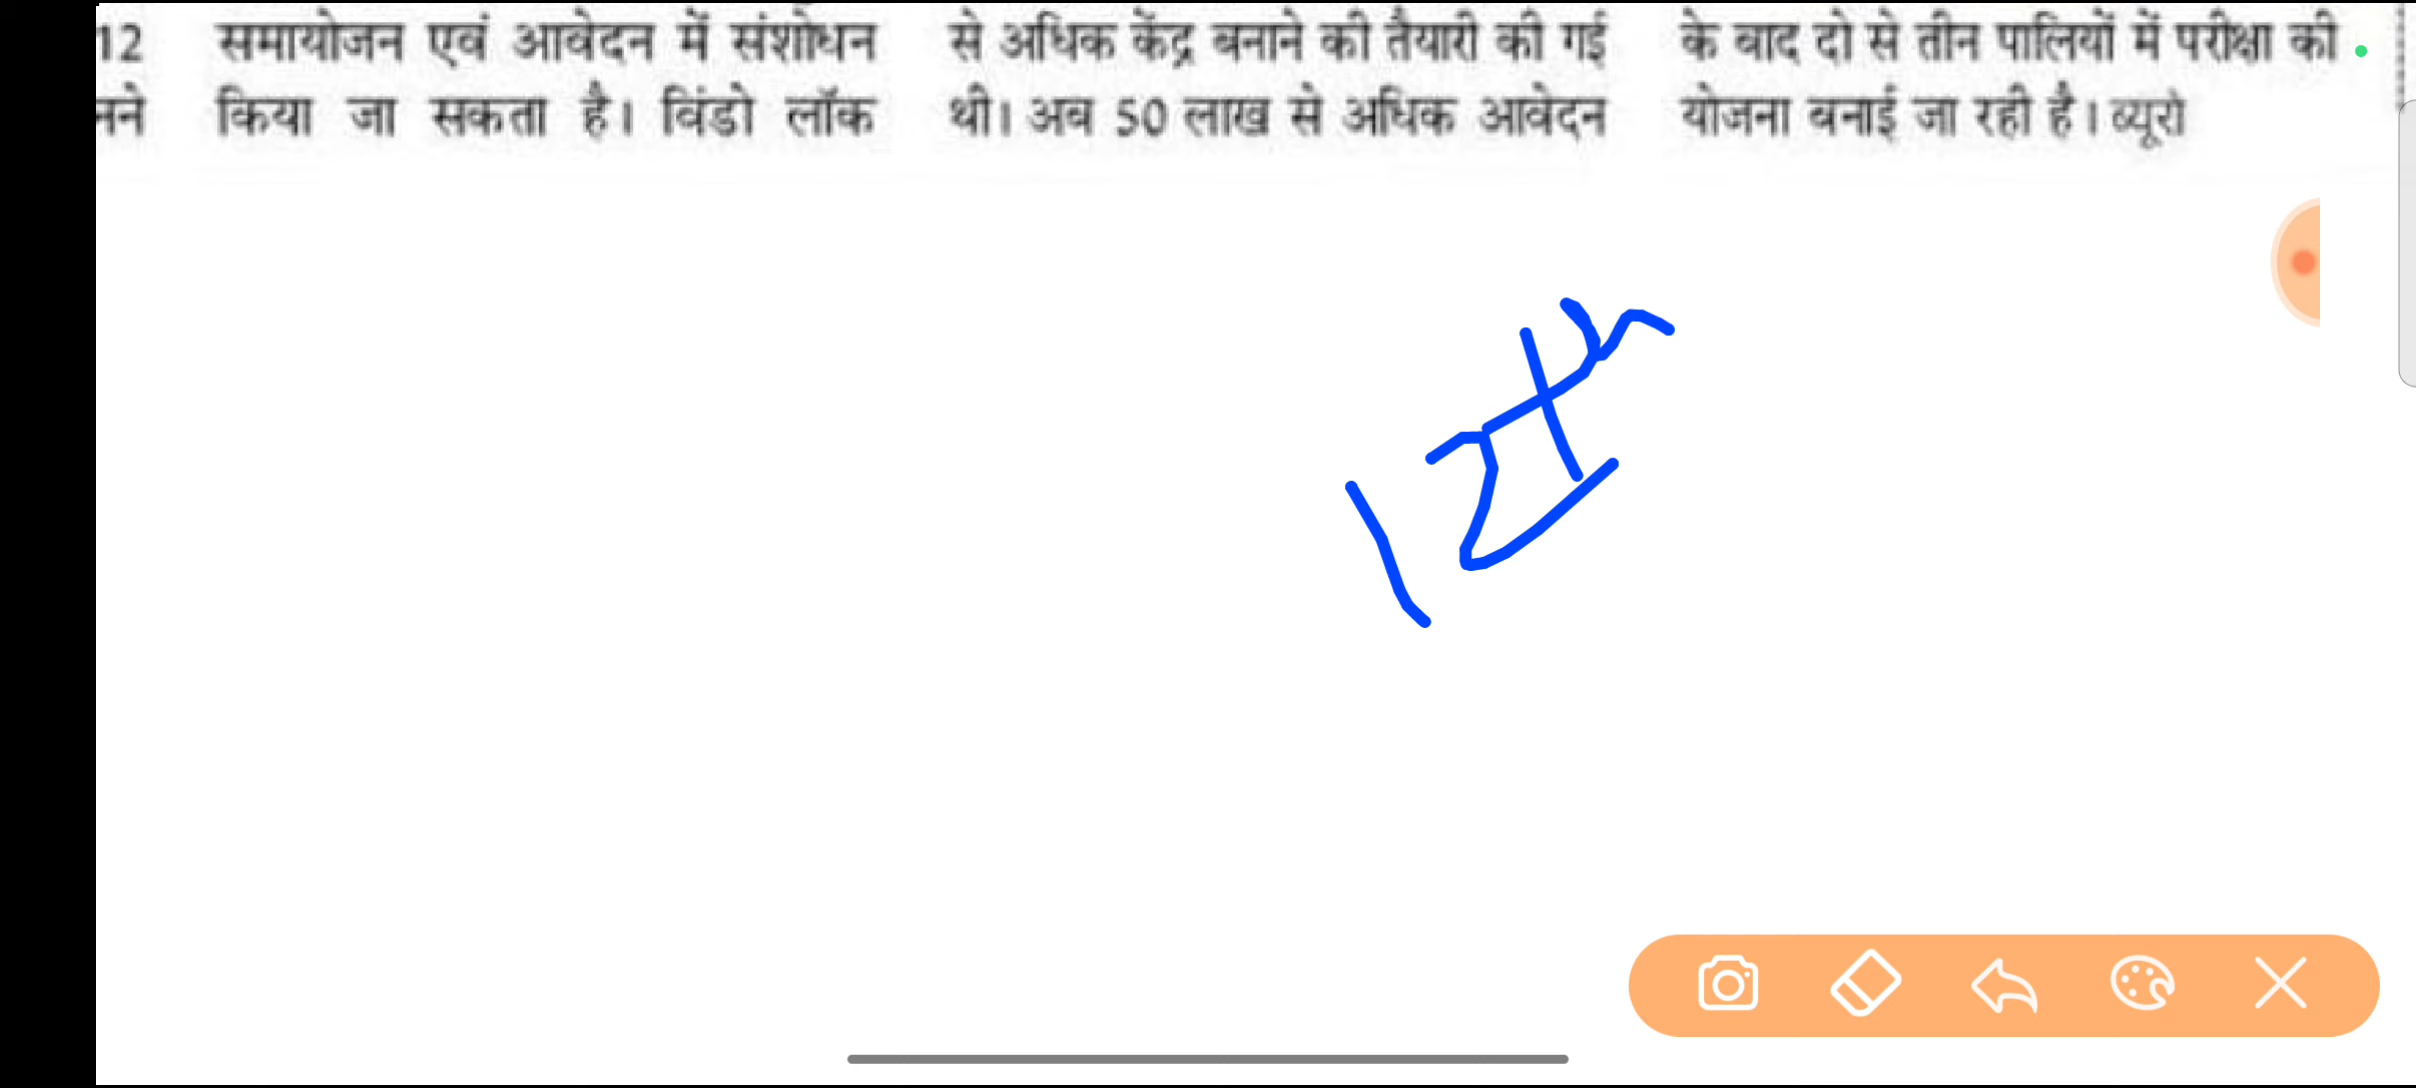 12 समायोजन एवं आवेदन में संशोधन से अधिक केंद्र बनाने की तैयारी की गई के बाद दो से तीन पालियों में परीक्षा की
नने किया जा सकता है। विंडो लॉक थी। अब 50 लाख से अधिक आवेदन योजना बनाई जा रही है। ब्यूरो
12th